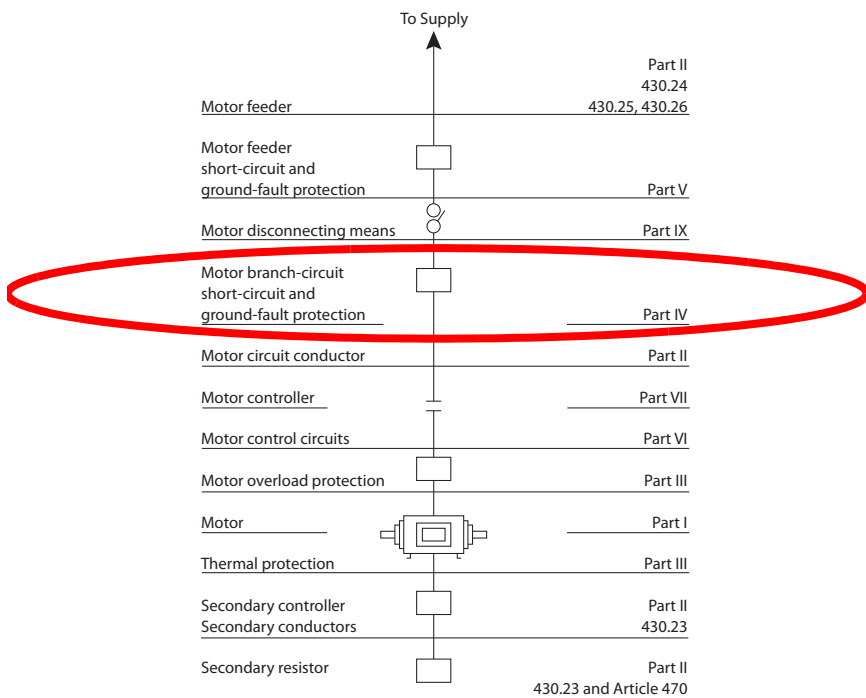 To Supply
Part II
430.24
Motor feeder 430.25, 430.26
Motor feeder
short-circuit and
ground-fault protection Part V
Motor disconnecting means Part IX
Motor branch-circuit
short-circuit and
ground-fault protection Part IV
Motor circuit conductor Part II
Motor controller Part VII
Motor control circuits Part VI
Motor overload protection Part III
Motor Part I
Thermal protection Part III
Secondary controller Part II
Secondary conductors 430.23
Secondary resistor Part II
430.23 and Article 470